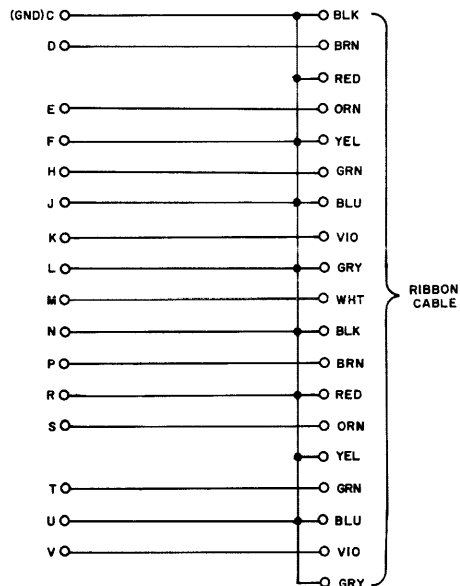 (GND)C BLK
D BRN
RED
E ORN
F YEL
H GRN
J BLU
K VIO
L GRY
M WHT
N BLK
P BRN
R RED
S ORN
YEL
T GRN
U BLU
V VIO
GRY
RIBBON
CABLE